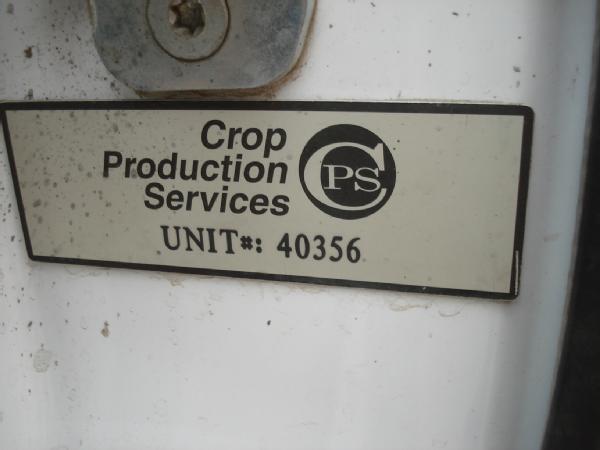 Crop
Production
Services
CPS
UNIT#: 40356